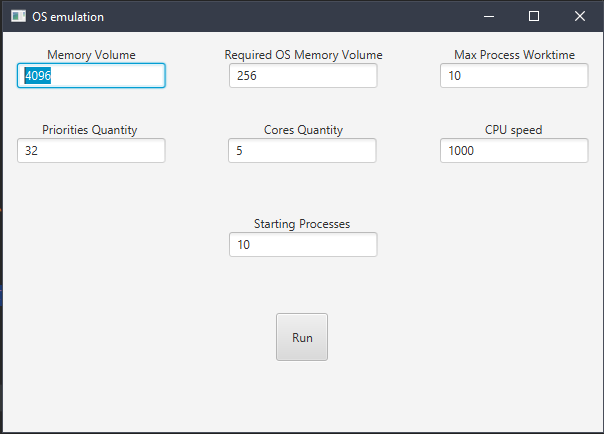 OS emulation
Memory Volume
Required OS Memory Volume
Max Process Worktime
4096
256
10
Priorities Quantity
Cores Quantity
CPU speed
32
5
1000
Starting Processes
10
Run